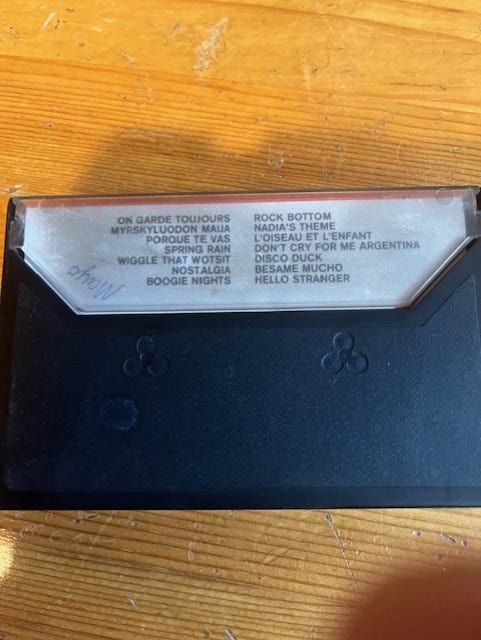 ON GARDE TOUJOURS
MYRSKYLUODON MAIJA
PORQUE TE VAS
SPRING RAIN
WIGGLE THAT WOTSIT
NOSTALGIA
BOOGIE NIGHTS
ROCK BOTTOM
NADIA'S THEME
L'OISEAU ET L'ENFANT
DON'T CRY FOR ME ARGENTINA
DISCO DUCK
BESAME MUCHO
HELLO STRANGER
Maya